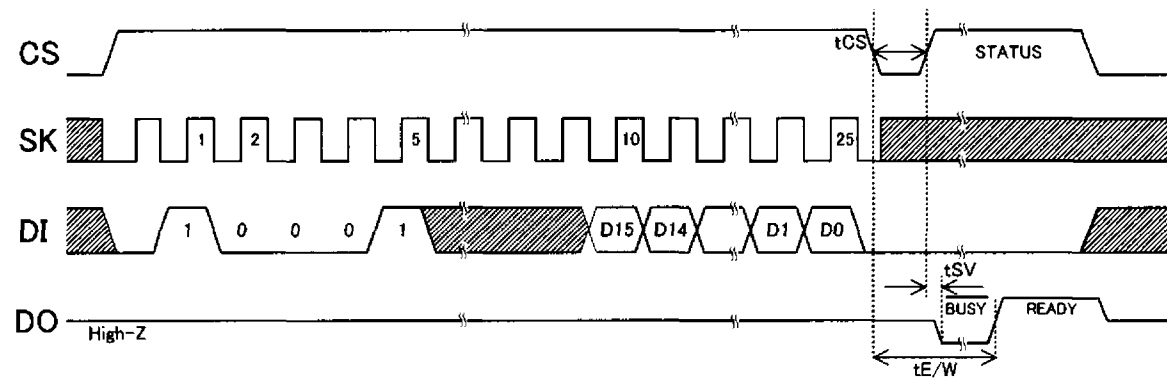 CS
tCS
STATUS
SK
1
2
5
10
25
DI
1
0
0
0
1
D15
D14
D1
D0
tSV
DO
High-Z
BUSY
READY
tE/W